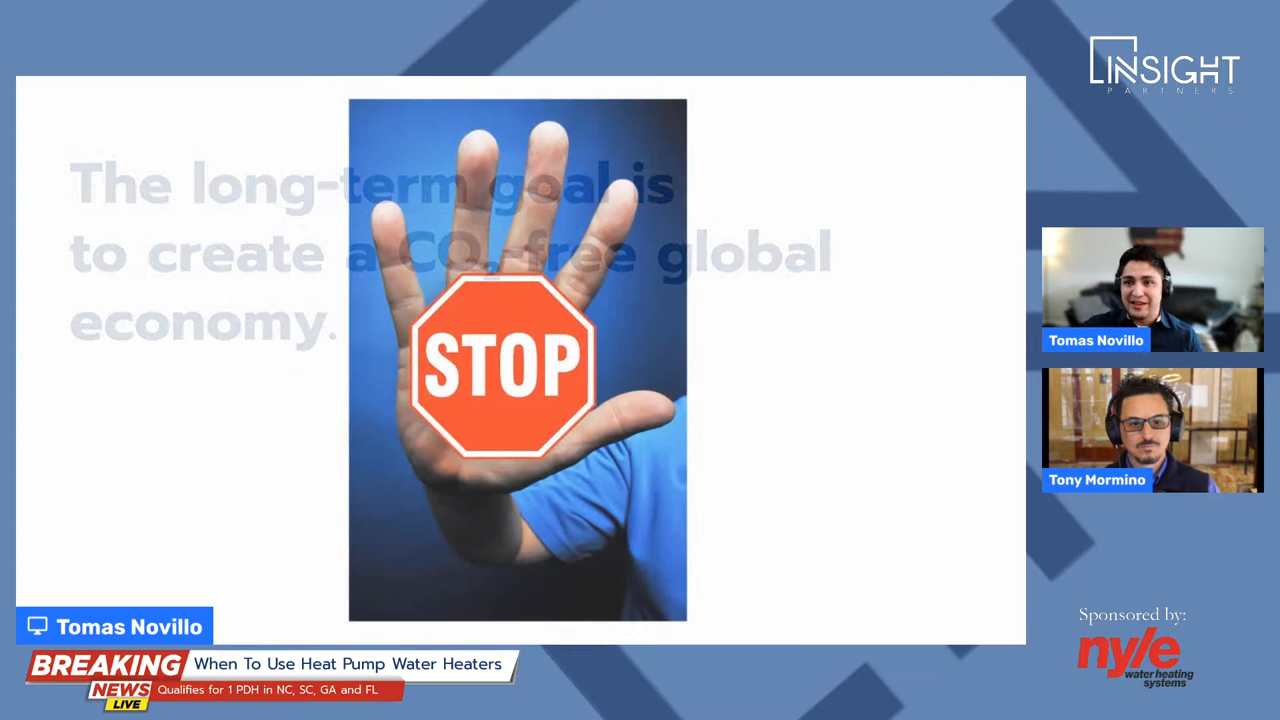 INSIGHT
PARTNERS
The long-term goal is
to create a CO2-free global
economy.
STOP
Tomas Novillo
Tony Mormino
Tomas Novillo
BREAKING
NEWS
LIVE
When To Use Heat Pump Water Heaters
Qualifies for 1 PDH in NC, SC, GA and FL
Sponsored by:
nyle
water heating
systems